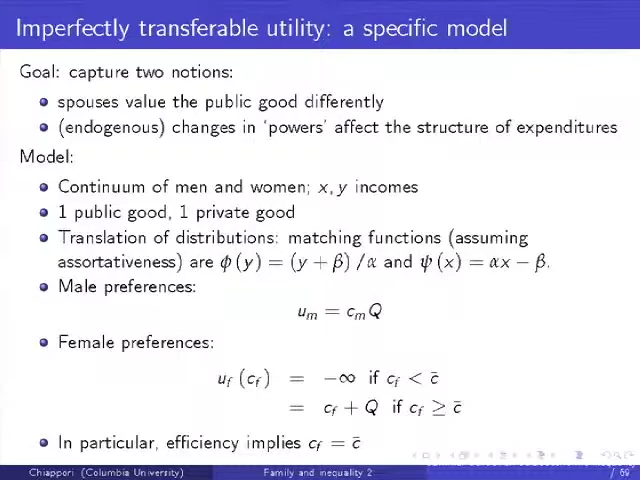 Imperfectly transferable utility: a specific model
Goal: capture two notions:
spouses value the public good differently
(endogenous) changes in 'powers' affect the structure of expenditures
Model:
Continuum of men and women; x, y incomes
1 public good, 1 private good
Translation of distributions: matching functions (assuming
assortativeness) are ϕ (y) = (y + β) /α and ψ (x) = αx − β.
Male preferences:
u_m = c_m Q
Female preferences:
u_f (c_f) = −∞ if c_f < c̄
= c_f + Q if c_f ≥ c̄
In particular, efficiency implies c_f = c̄
Chiappori (Columbia University) Family and inequality 2 / 69